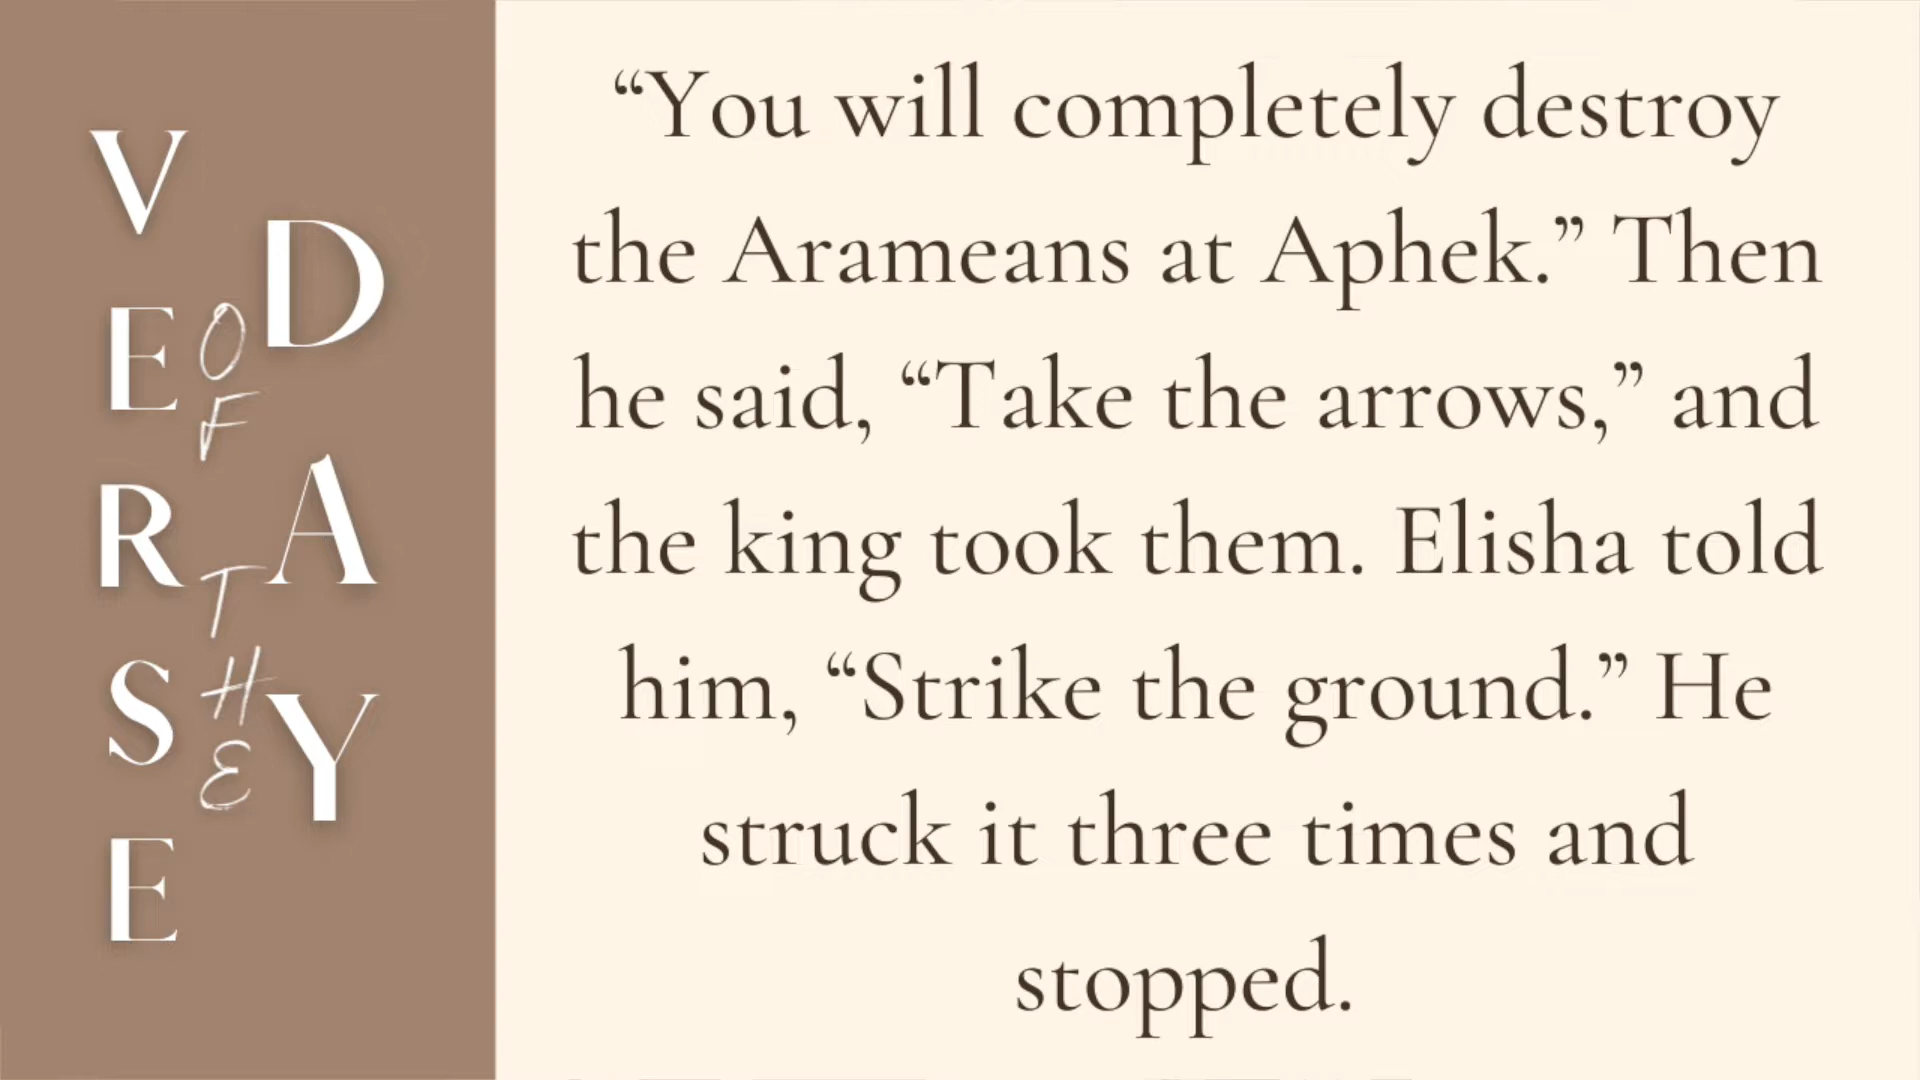 VERSE
OF THE
DAY
“You will completely destroy
the Arameans at Aphek.” Then
he said, “Take the arrows,” and
the king took them. Elisha told
him, “Strike the ground.” He
struck it three times and
stopped.